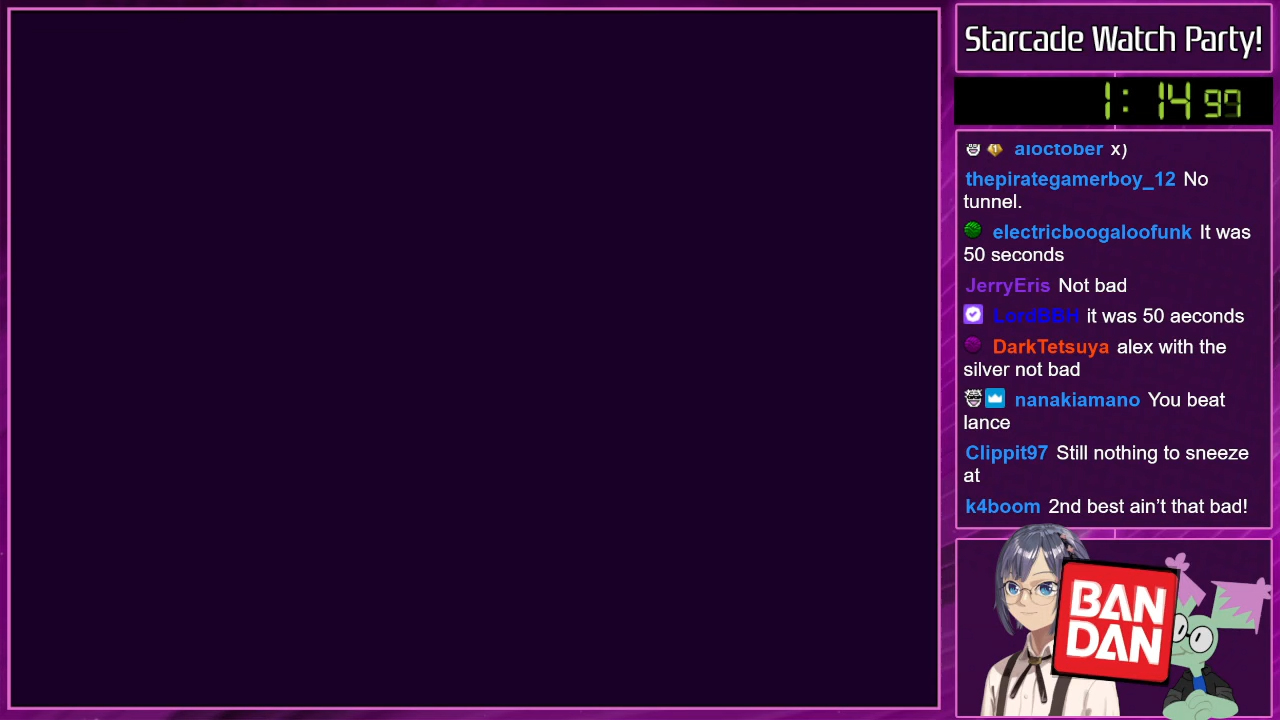 Starcade Watch Party!
1: 14 99
aioctober x)
thepirategamerboy_12 No
tunnel.
electricboogaloofunk It was
50 seconds
JerryEris Not bad
LordBBH it was 50 aeconds
DarkTetsuya alex with the
silver not bad
nanakiamano You beat
lance
Clippit97 Still nothing to sneeze
at
k4boom 2nd best ain’t that bad!
BAN
DAN